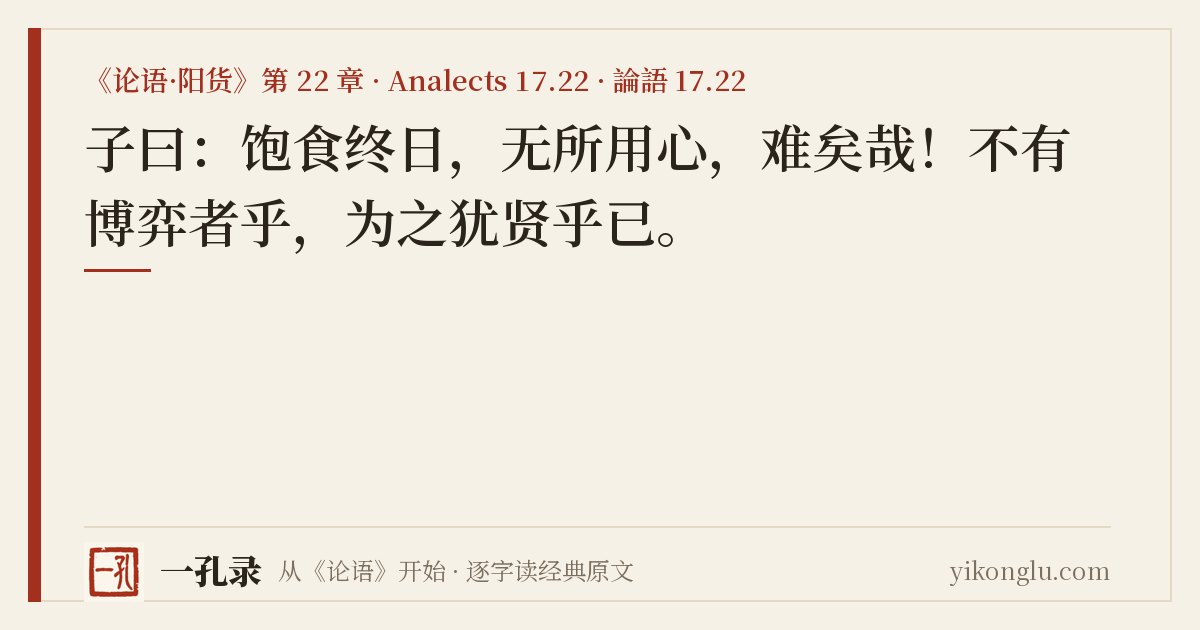 《论语·阳货》第 22 章 · Analects 17.22 · 論語 17.22
子曰：饱食终日，无所用心，难矣哉！不有
博弈者乎，为之犹贤乎已。
一孔
一孔录 从《论语》开始 · 逐字读经典原文 yikonglu.com